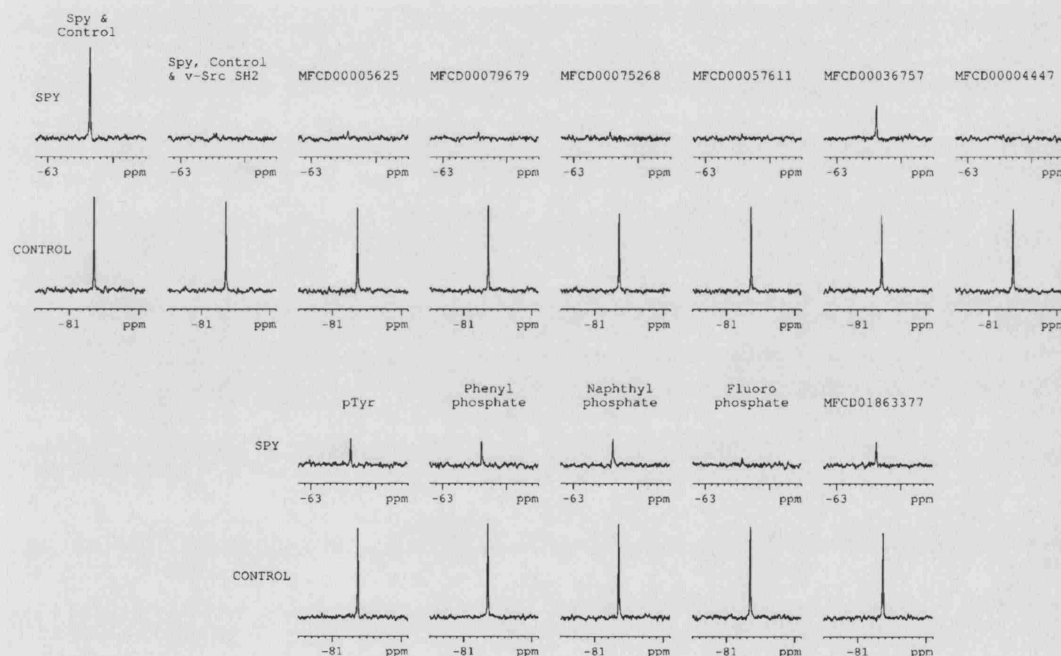 Spy &
Control
Spy, Control
& v-Src SH2
MFCD00005625
MFCD00079679
MFCD00075268
MFCD00057611
MFCD00036757
MFCD00004447
SPY
-63 ppm
-63 ppm
-63 ppm
-63 ppm
-63 ppm
-63 ppm
-63 ppm
-63 ppm
CONTROL
-81 ppm
-81 ppm
-81 ppm
-81 ppm
-81 ppm
-81 ppm
-81 ppm
-81 ppm
pTyr
Phenyl
phosphate
Naphthyl
phosphate
Fluoro
phosphate
MFCD01863377
SPY
-63 ppm
-63 ppm
-63 ppm
-63 ppm
-63 ppm
CONTROL
-81 ppm
-81 ppm
-81 ppm
-81 ppm
-81 ppm